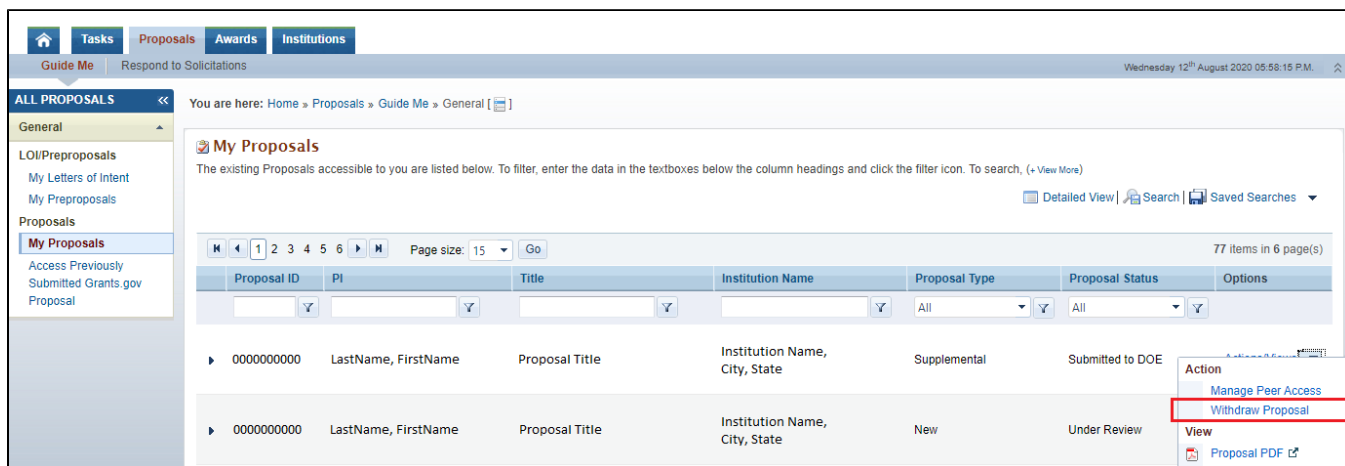 Tasks Proposals Awards Institutions
Guide Me Respond to Solicitations Wednesday 12th August 2020 05:58:15 P.M.
ALL PROPOSALS «
You are here: Home » Proposals » Guide Me » General [ ]
General
My Proposals
LOI/Preproposals
The existing Proposals accessible to you are listed below. To filter, enter the data in the textboxes below the column headings and click the filter icon. To search, (+ View More)
My Letters of Intent
My Preproposals
Detailed View | Search | Saved Searches
Proposals
My Proposals
1 2 3 4 5 6 Page size: 15 Go 77 items in 6 page(s)
Access Previously
Submitted Grants.gov
Proposal
Proposal ID PI Title Institution Name Proposal Type Proposal Status Options
All All
0000000000 LastName, FirstName Proposal Title Institution Name, Supplemental Submitted to DOE Actions/Views
City, State
Action
Manage Peer Access
Withdraw Proposal
0000000000 LastName, FirstName Proposal Title Institution Name, New Under Review
City, State
View
Proposal PDF